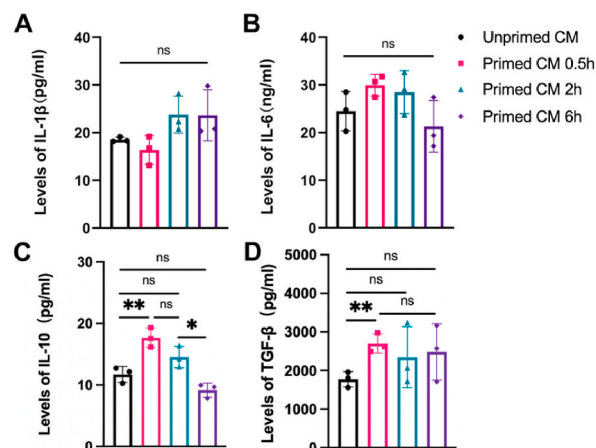 A
Levels of IL-1β(pg/ml)
40
30
20
10
0
ns
B
Levels of IL-6(ng/ml)
40
30
20
10
0
ns
Unprimed CM
Primed CM 0.5h
Primed CM 2h
Primed CM 6h
C
Levels of IL-10 (pg/ml)
30
20
10
0
ns
ns
** ns
*
D
Levels of TGF-β (pg/ml)
5000
4000
3000
2000
1000
0
ns
ns
** ns